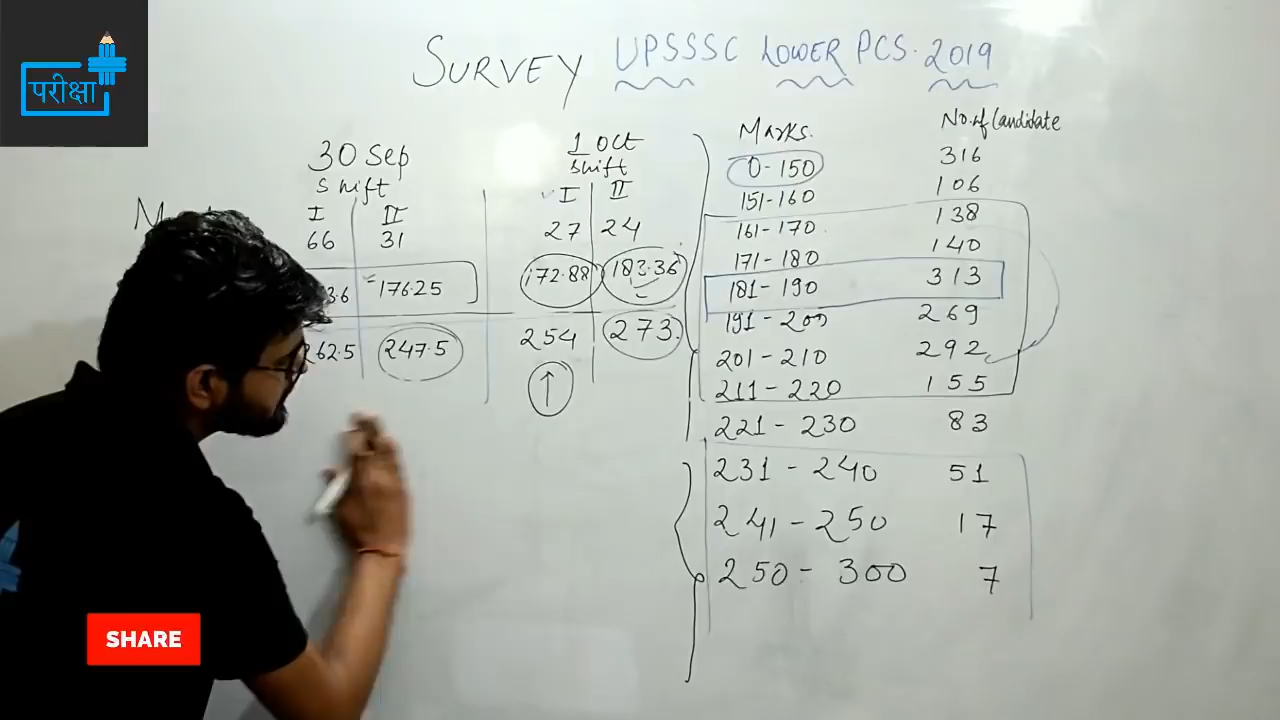 परीक्षा
SURVEY UPSSSC LOWER PCS. 2019
30 Sep
Shift
I II
66 31
3.6 =176.25
262.5 247.5
1 Oct
Shift
I II
27 24
172.88 183.36
254 273.
↑
Marks. No. of Candidate
0-150 316
151-160 106
161-170 138
171-180 140
181-190 313
191-200 269
201-210 292
211-220 155
221-230 83
231-240 51
241-250 17
250-300 7
SHARE